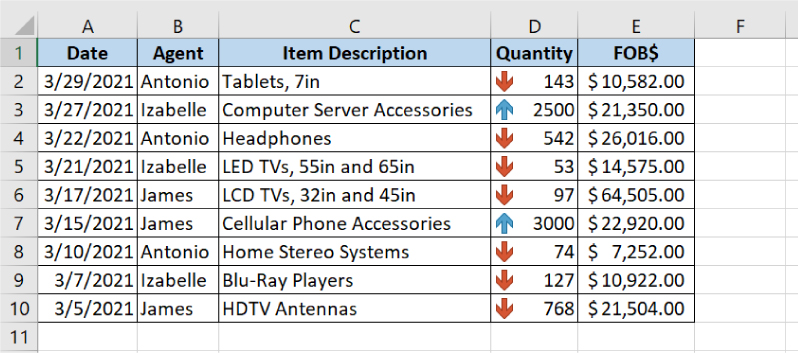 A B C D E F
1 Date Agent Item Description Quantity FOB$
2 3/29/2021 Antonio Tablets, 7in 143 $10,582.00
3 3/27/2021 Izabelle Computer Server Accessories 2500 $21,350.00
4 3/22/2021 Antonio Headphones 542 $26,016.00
5 3/21/2021 Izabelle LED TVs, 55in and 65in 53 $14,575.00
6 3/17/2021 James LCD TVs, 32in and 45in 97 $64,505.00
7 3/15/2021 James Cellular Phone Accessories 3000 $22,920.00
8 3/10/2021 Antonio Home Stereo Systems 74 $ 7,252.00
9 3/7/2021 Izabelle Blu-Ray Players 127 $10,922.00
10 3/5/2021 James HDTV Antennas 768 $21,504.00
11